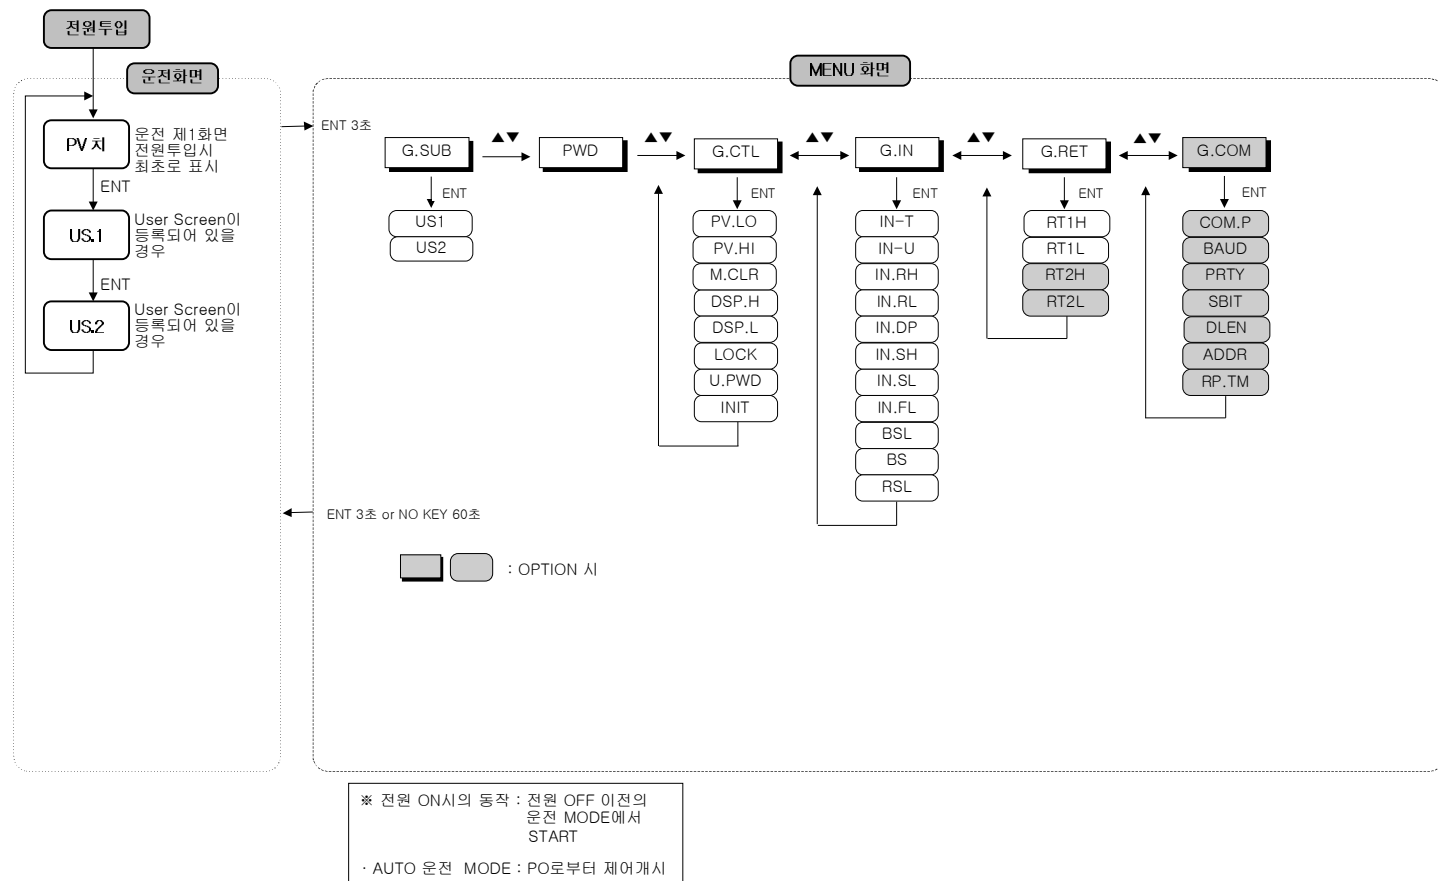 전원투입
운전화면
PV 치
운전 제1화면
전원투입시
최초로 표시
ENT
US.1
User Screen이
등록되어 있을
경우
ENT
US.2
User Screen이
등록되어 있을
경우
MENU 화면
ENT 3초
G.SUB
▲▼
PWD
▲▼
G.CTL
▲▼
G.IN
▲▼
G.RET
▲▼
G.COM
ENT
US1
US2
ENT
PV.LO
PV.HI
M.CLR
DSP.H
DSP.L
LOCK
U.PWD
INIT
ENT
IN-T
IN-U
IN.RH
IN.RL
IN.DP
IN.SH
IN.SL
IN.FL
BSL
BS
RSL
ENT
RT1H
RT1L
RT2H
RT2L
ENT
COM.P
BAUD
PRTY
SBIT
DLEN
ADDR
RP.TM
ENT 3초 or NO KEY 60초
: OPTION 시
※ 전원 ON시의 동작 : 전원 OFF 이전의
운전 MODE에서
START
· AUTO 운전 MODE : PO로부터 제어개시